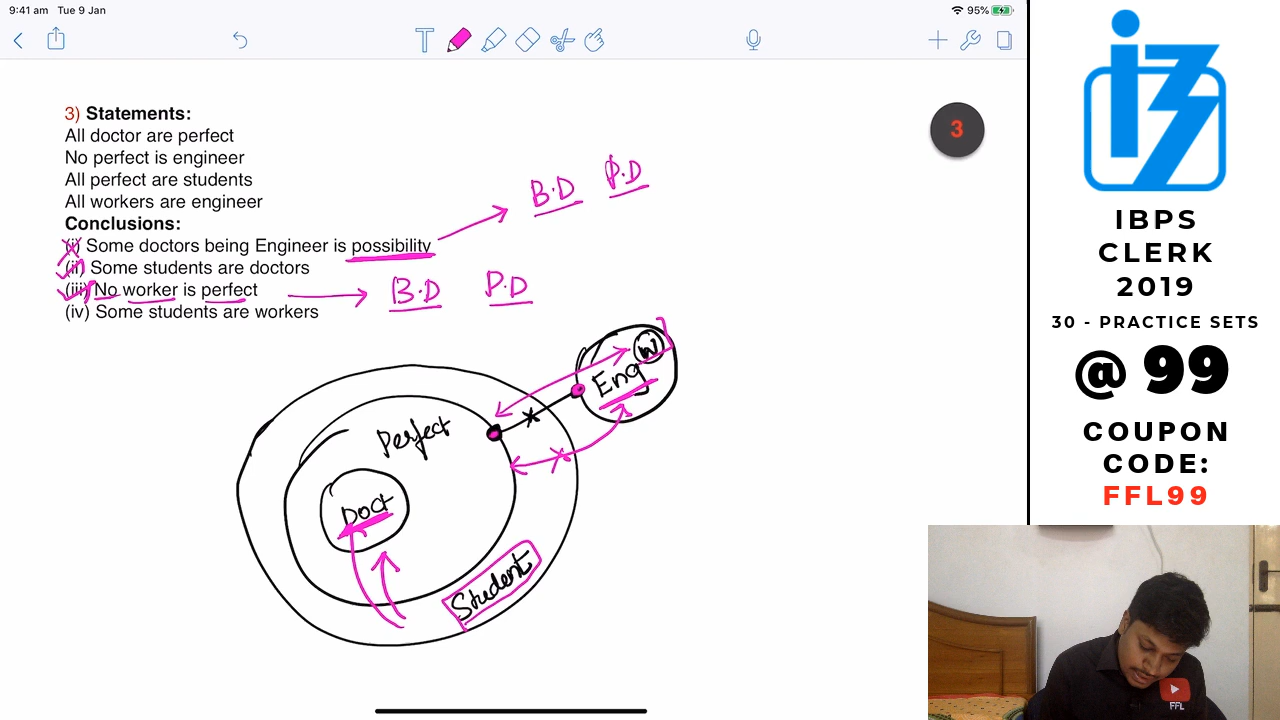 9:41 am Tue 9 Jan
95%
T
3) Statements:
All doctor are perfect
No perfect is engineer
All perfect are students
All workers are engineer
Conclusions:
(i) Some doctors being Engineer is possibility
(ii) Some students are doctors
(iii) No worker is perfect
(iv) Some students are workers
B.D P.D
B.D P.D
3
W
Eng
Perfect
Doct
Student
IBPS
CLERK
2019
30 - PRACTICE SETS
@ 99
COUPON
CODE:
FFL99
FFL